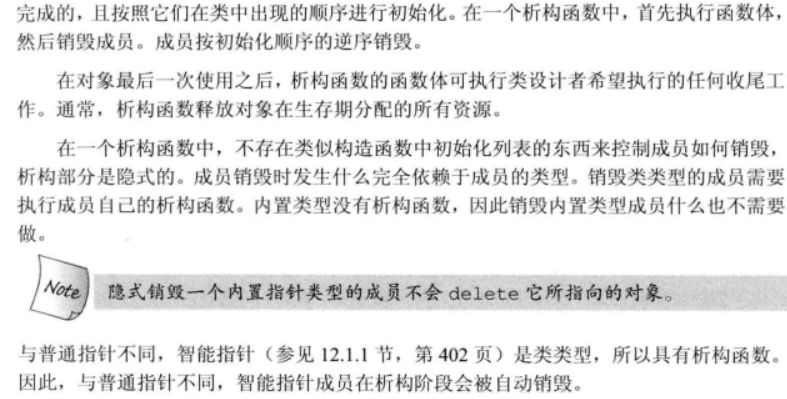 完成的，且按照它们在类中出现的顺序进行初始化。在一个析构函数中，首先执行函数体，
然后销毁成员。成员按初始化顺序的逆序销毁。
在对象最后一次使用之后，析构函数的函数体可执行类设计者希望执行的任何收尾工
作。通常，析构函数释放对象在生存期分配的所有资源。
在一个析构函数中，不存在类似构造函数中初始化列表的东西来控制成员如何销毁，
析构部分是隐式的。成员销毁时发生什么完全依赖于成员的类型。销毁类类型的成员需要
执行成员自己的析构函数。内置类型没有析构函数，因此销毁内置类型成员什么也不需要
做。
Note 隐式销毁一个内置指针类型的成员不会 delete 它所指向的对象。
与普通指针不同，智能指针（参见 12.1.1 节，第 402 页）是类类型，所以具有析构函数。
因此，与普通指针不同，智能指针成员在析构阶段会被自动销毁。